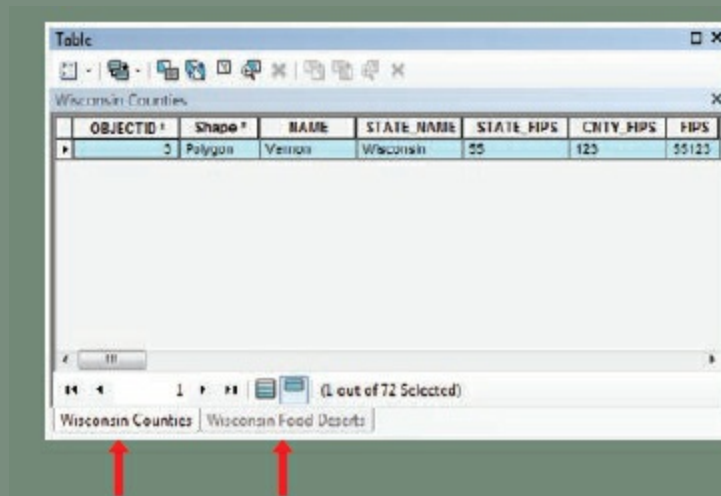 Table
Wisconsin Counties
OBJECTID * Shape * NAME STATE_NAME STATE_FIPS CNTY_FIPS FIPS
3 Polygon Vernon Wisconsin 55 123 55123
1 (1 out of 72 Selected)
Wisconsin Counties Wisconsin Food Deserts